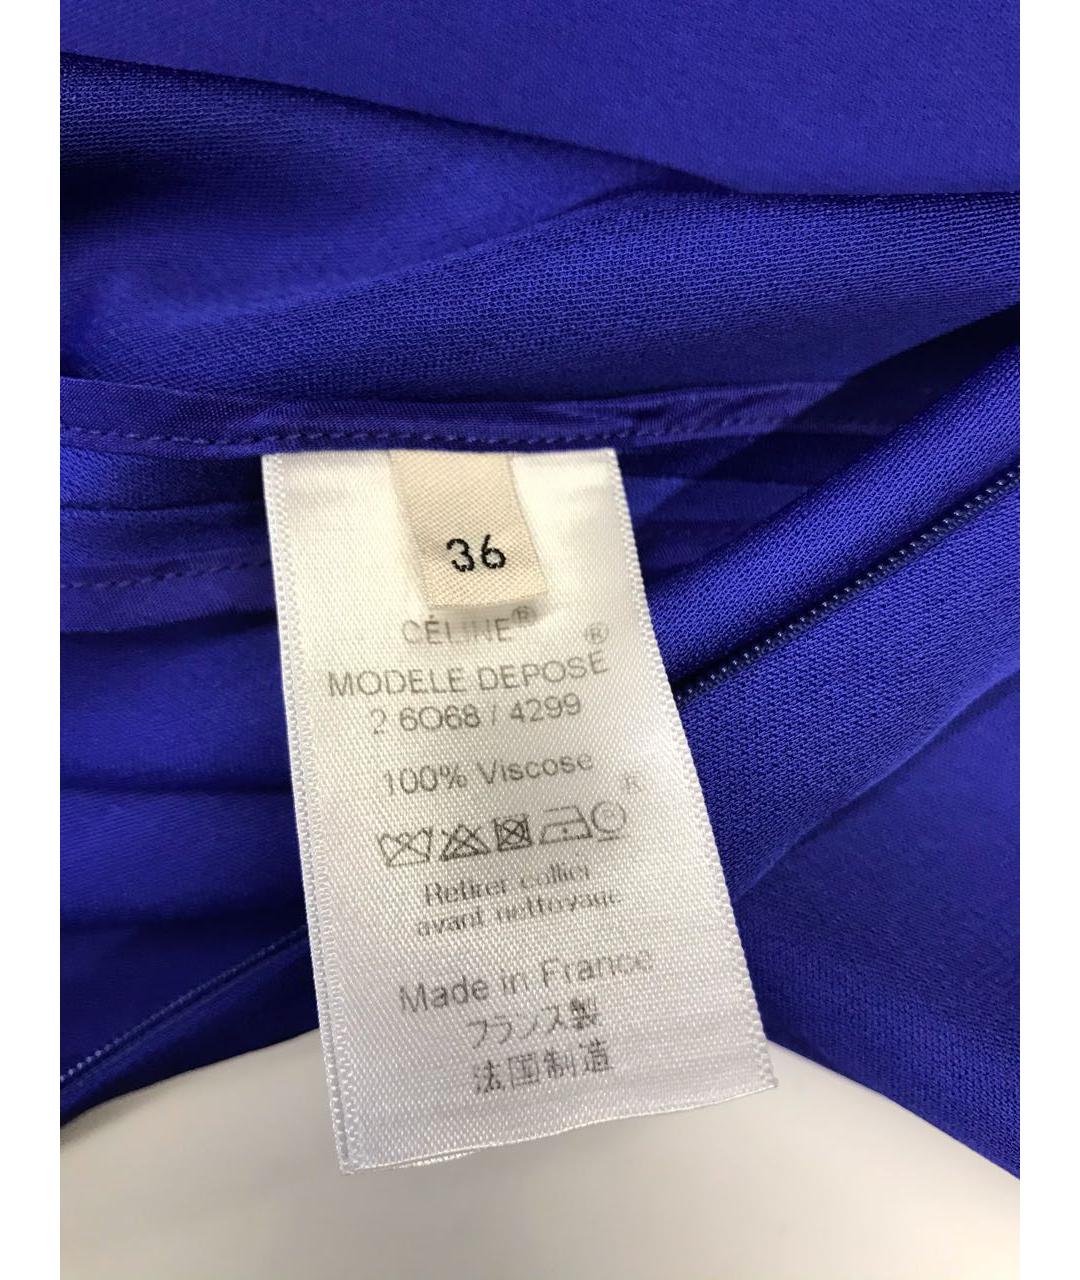 36
CÉLINE®
MODELE DEPOSÉ®
2 6O68 / 4299
100% Viscose
®
Retirer collier
avant nettoyage
Made in France
フランス製
法国制造